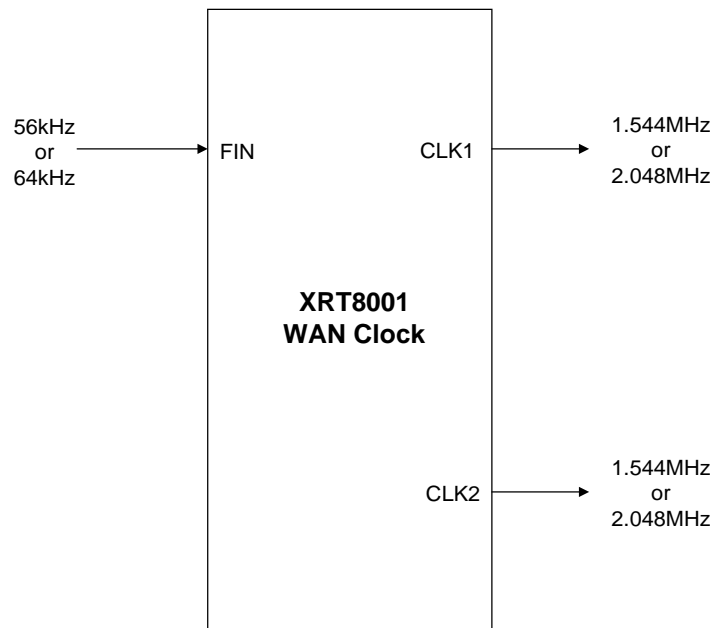 56kHz
or
64kHz
FIN
CLK1
1.544MHz
or
2.048MHz
XRT8001
WAN Clock
CLK2
1.544MHz
or
2.048MHz